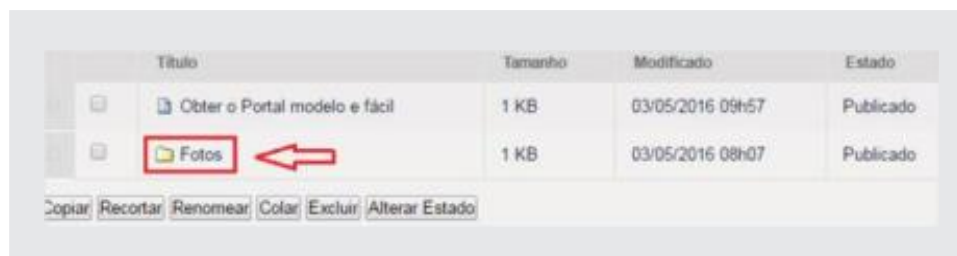 Título Tamanho Modificado Estado
Obter o Portal modelo e fácil 1 KB 03/05/2016 09h57 Publicado
Fotos 1 KB 03/05/2016 08h07 Publicado
Copiar Recortar Renomear Colar Excluir Alterar Estado